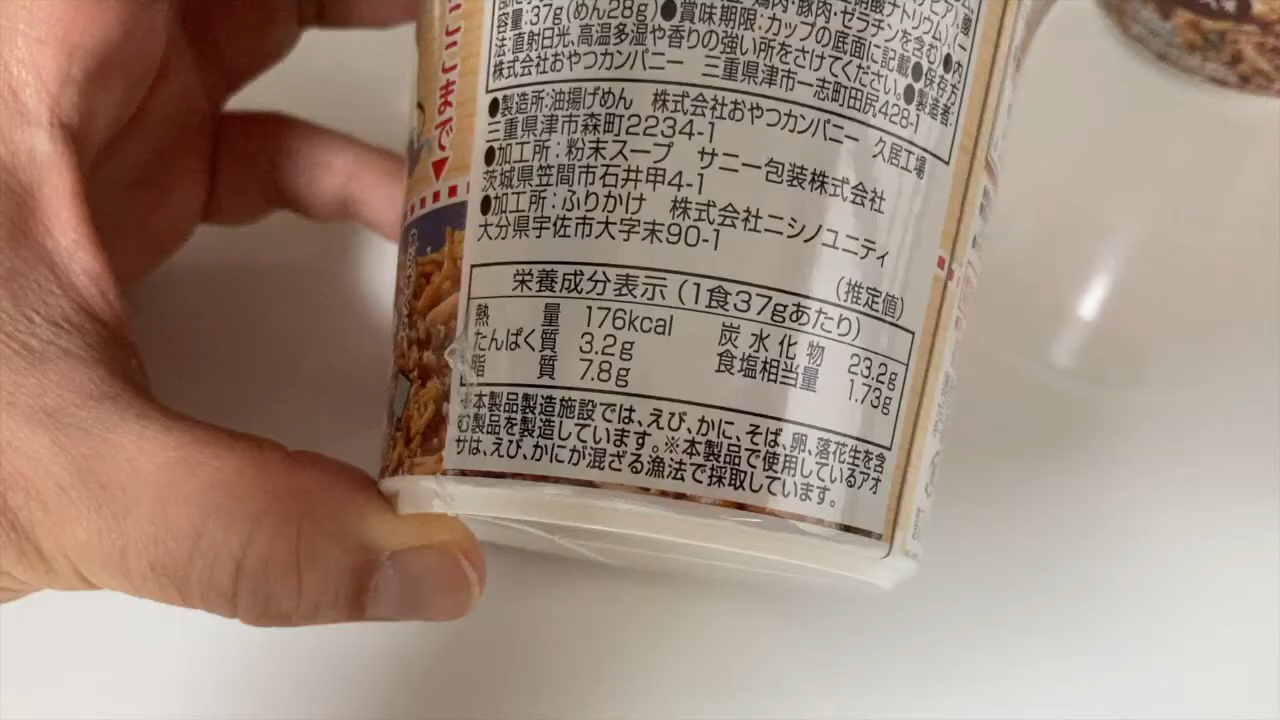 ここまで▼
鶏肉・豚肉・ゼラチンを含む)●内
容量:37g(めん28g)●賞味期限:カップの底面に記載●保存方
法:直射日光、高温多湿や香りの強い所をさけてください。●製造者:
株式会社おやつカンパニー 三重県津市一志町田尻428-1
●製造所:油揚げめん 株式会社おやつカンパニー 久居工場
三重県津市森町2234-1
●加工所:粉末スープ サニー包装株式会社
茨城県笠間市石井甲4-1
●加工所:ふりかけ 株式会社ニシノユニティ
大分県宇佐市大字末90-1
栄養成分表示(1食37gあたり) (推定値)
熱量 176kcal 炭水化物 23.2g
たんぱく質 3.2g 食塩相当量 1.73g
脂質 7.8g
※本製品製造施設では、えび、かに、そば、卵、落花生を含
む製品を製造しています。※本製品で使用しているアオ
サは、えび、かにが混ざる漁法で採取しています。